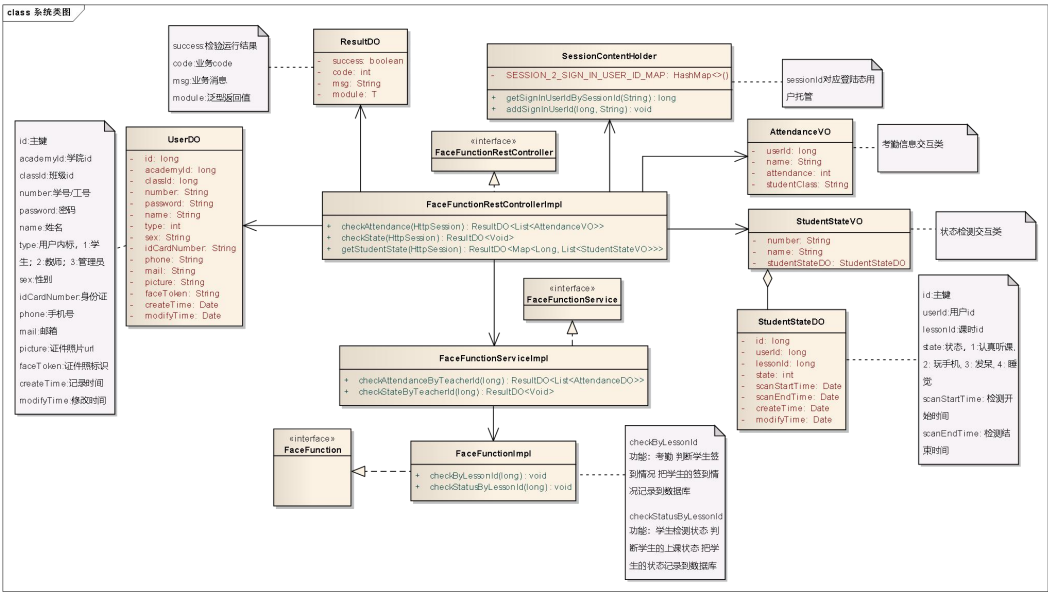 class 系统类图
success:检验运行结果
code:业务code
msg:业务消息
module:泛型返回值
ResultDO
- success: boolean
- code: int
- msg: String
- module: T
SessionContentHolder
- SESSION_2_SIGN_IN_USER_ID_MAP: HashMap<>()
+ getSignInUserIdBySessionId(String) : long
+ addSignInUserId(long, String) : void
sessionId对应登陆态用
户托管
id:主键
academyId:学院id
classId:班级id
number:学号/工号
password:密码
name:姓名
type:用户内标，1:学
生；2:教师；3:管理员
sex:性别
idCardNumber:身份证
phone:手机号
mail:邮箱
picture:证件照片url
faceToken:证件照标识
createTime:记录时间
modifyTime:修改时间
UserDO
- id: long
- academyId: long
- classId: long
- number: String
- password: String
- name: String
- type: int
- sex: String
- idCardNumber: String
- phone: String
- mail: String
- picture: String
- faceToken: String
- createTime: Date
- modifyTime: Date
«interface»
FaceFunctionRestController
AttendanceVO
- userId: long
- name: String
- attendance: int
- studentClass: String
考勤信息交互类
FaceFunctionRestControllerImpl
+ checkAttendance(HttpSession) : ResultDO<List<AttendanceVO>>
+ checkState(HttpSession) : ResultDO<Void>
+ getStudentState(HttpSession) : ResultDO<Map<Long, List<StudentStateVO>>>
StudentStateVO
- number: String
- name: String
- studentStateDO: StudentStateDO
状态检测交互类
«interface»
FaceFunctionService
StudentStateDO
- id: long
- userId: long
- lessonId: long
- state: int
- scanStartTime: Date
- scanEndTime: Date
- createTime: Date
- modifyTime: Date
id:主键
userId:用户id
lessonId:课时id
state:状态，1:认真听课,
2: 玩手机, 3: 发呆, 4: 睡
觉
scanStartTime: 检测开
始时间
scanEndTime: 检测结
束时间
FaceFunctionServiceImpl
+ checkAttendanceByTeacherId(long) : ResultDO<List<AttendanceDO>>
+ checkStateByTeacherId(long) : ResultDO<Void>
«interface»
FaceFunction
FaceFunctionImpl
+ checkByLessonId(long) : void
+ checkStatusByLessonId(long) : void
checkByLessonId
功能：考勤 判断学生签
到情况 把学生的签到情
况记录到数据库
checkStatusByLessonId
功能：学生检测状态 判
断学生的上课状态 把学
生的状态记录到数据库